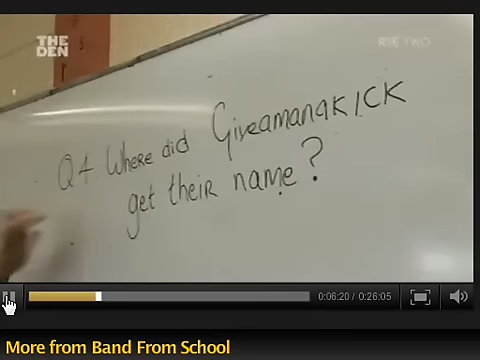 THE
DEN
RTÉ TWO
Q4 Where did Giveamanakick
get their name?
0:06:20 / 0:26:05
More from Band From School